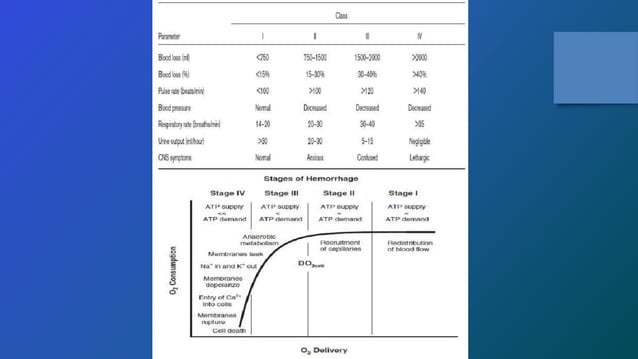 Class
Parameter I II III IV
Blood loss (ml) <750 750–1500 1500–2000 >2000
Blood loss (%) <15% 15–30% 30–40% >40%
Pulse rate (beats/min) <100 >100 >120 >140
Blood pressure Normal Decreased Decreased Decreased
Respiratory rate (breaths/min) 14–20 20–30 30–40 >35
Urine output (ml/hour) >30 20–30 5–15 Negligible
CNS symptoms Normal Anxious Confused Lethargic
Stages of Hemorrhage
Stage IV Stage III Stage II Stage I
ATP supply ATP supply ATP supply ATP supply
<< < = =
ATP demand ATP demand ATP demand ATP demand
Anaerobic
metabolism
Recruitment
of capillaries
Redistribution
of blood flow
Membranes leak
Na+ in and K+ out
DO2crit
Membranes
depolarize
Entry of Ca2+
into cells
Membranes
rupture
Cell death
O2 Consumption
O2 Delivery